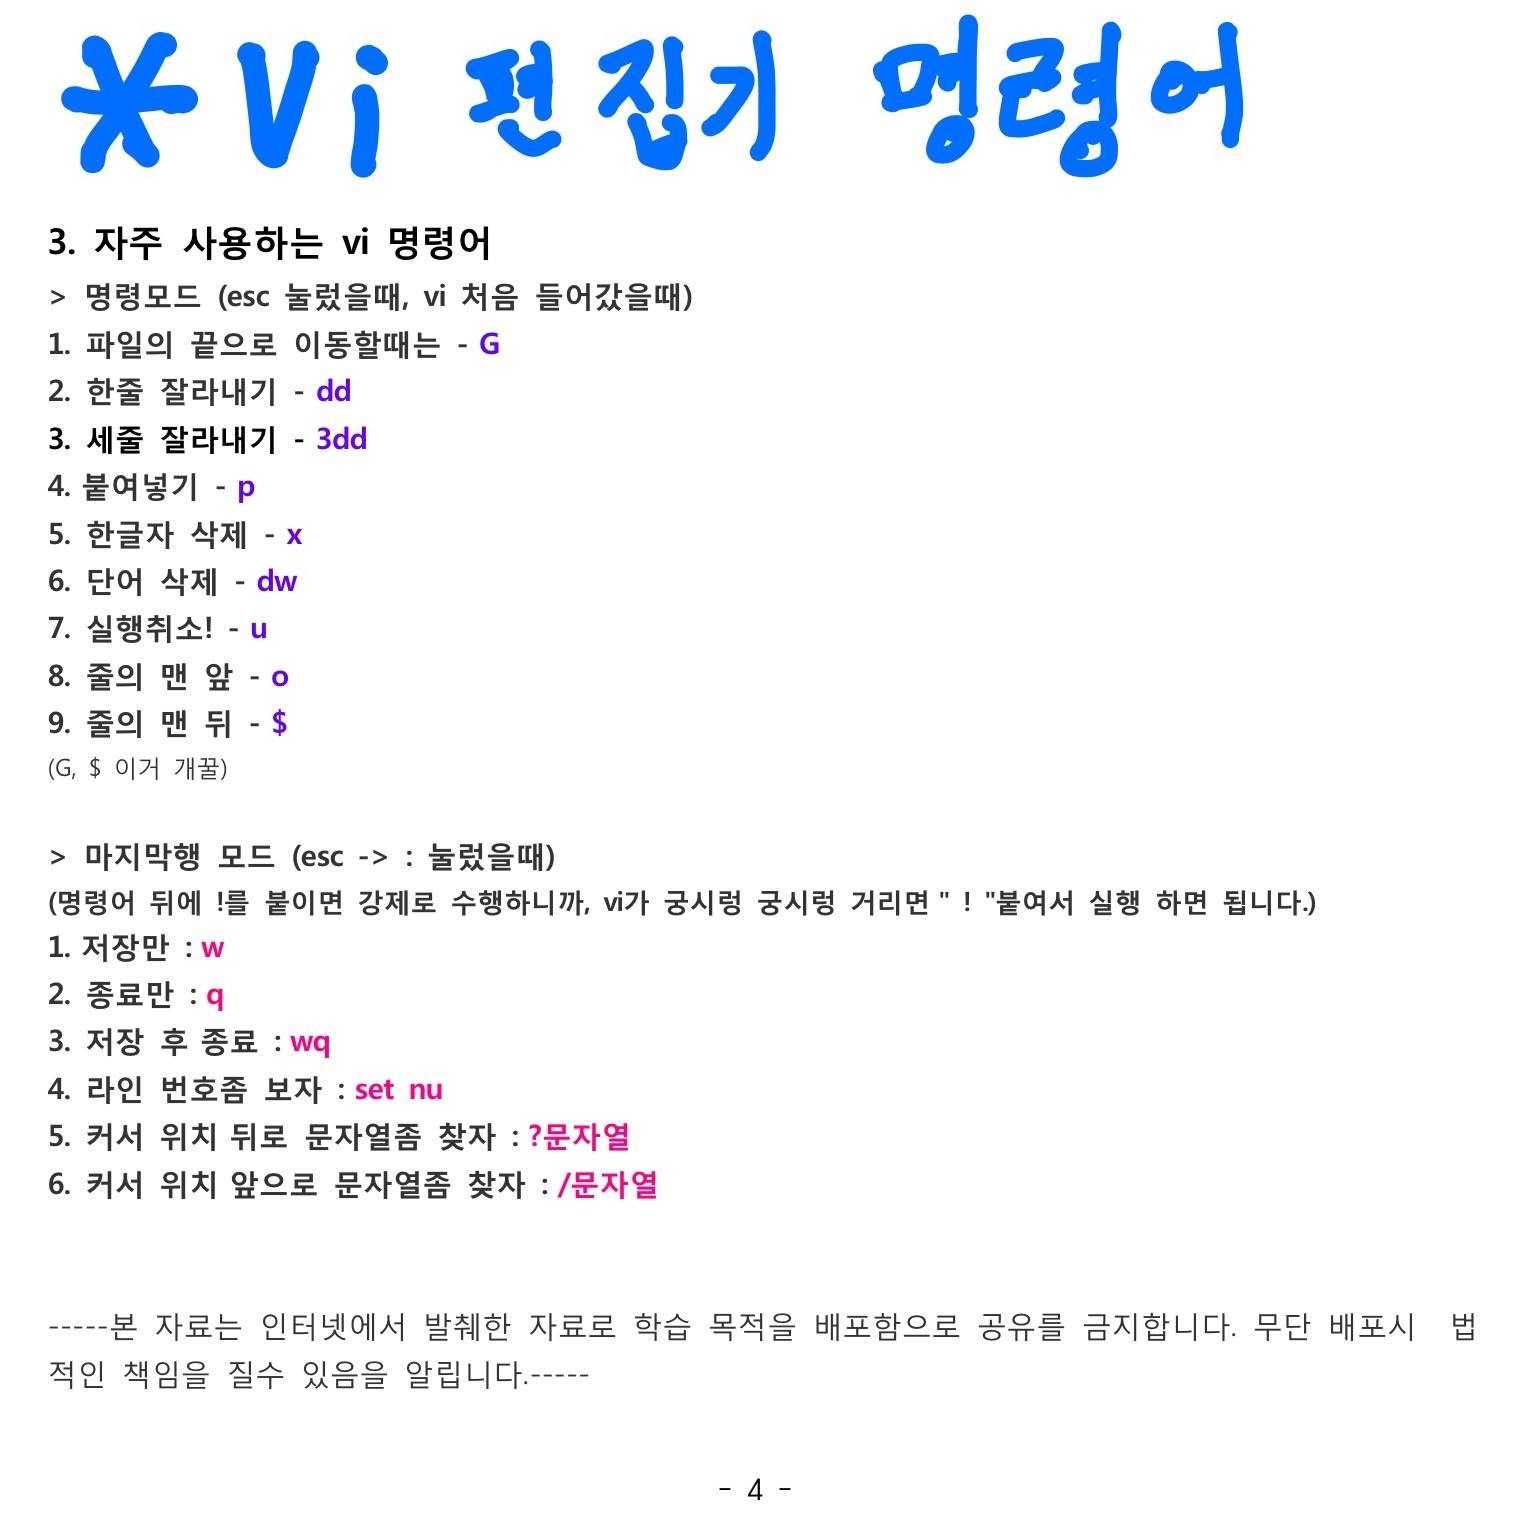 * Vi 편집기 명령어
3. 자주 사용하는 vi 명령어
> 명령모드 (esc 눌렀을때, vi 처음 들어갔을때)
1. 파일의 끝으로 이동할때는 - G
2. 한줄 잘라내기 - dd
3. 세줄 잘라내기 - 3dd
4. 붙여넣기 - p
5. 한글자 삭제 - x
6. 단어 삭제 - dw
7. 실행취소! - u
8. 줄의 맨 앞 - o
9. 줄의 맨 뒤 - $
(G, $ 이거 개꿀)
> 마지막행 모드 (esc -> : 눌렀을때)
(명령어 뒤에 !를 붙이면 강제로 수행하니까, vi가 궁시렁 궁시렁 거리면 " ! "붙여서 실행 하면 됩니다.)
1. 저장만 : w
2. 종료만 : q
3. 저장 후 종료 : wq
4. 라인 번호좀 보자 : set nu
5. 커서 위치 뒤로 문자열좀 찾자 : ?문자열
6. 커서 위치 앞으로 문자열좀 찾자 : /문자열
-----본 자료는 인터넷에서 발췌한 자료로 학습 목적을 배포함으로 공유를 금지합니다. 무단 배포시 법
적인 책임을 질수 있음을 알립니다.-----
- 4 -